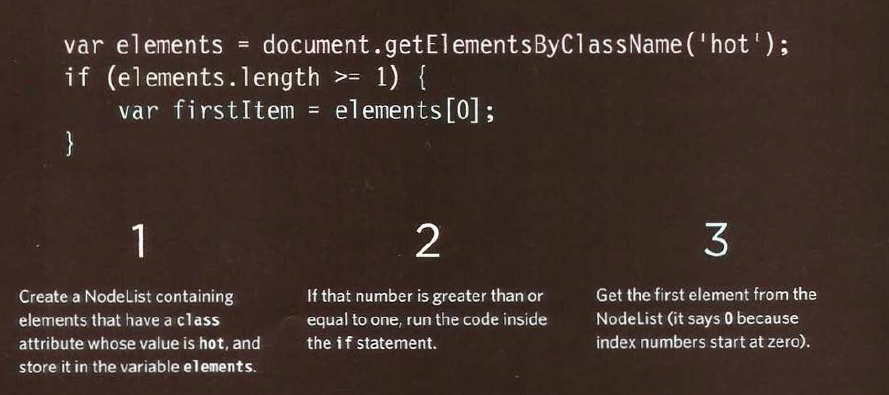 var elements = document.getElementsByClassName('hot');
if (elements.length >= 1) {
    var firstItem = elements[0];
}
1
Create a NodeList containing
elements that have a class
attribute whose value is hot, and
store it in the variable elements.
2
If that number is greater than or
equal to one, run the code inside
the if statement.
3
Get the first element from the
NodeList (it says 0 because
index numbers start at zero).